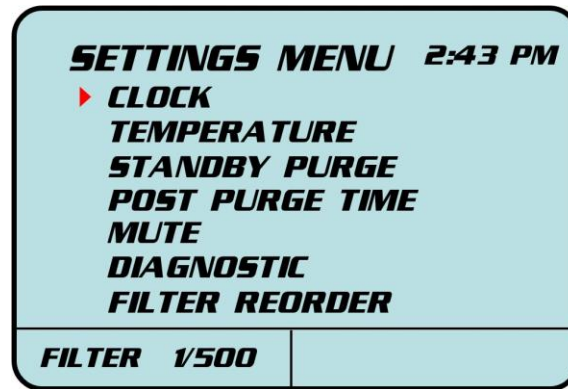 SETTINGS MENU 2:43 PM
CLOCK
TEMPERATURE
STANDBY PURGE
POST PURGE TIME
MUTE
DIAGNOSTIC
FILTER REORDER
FILTER 1/500